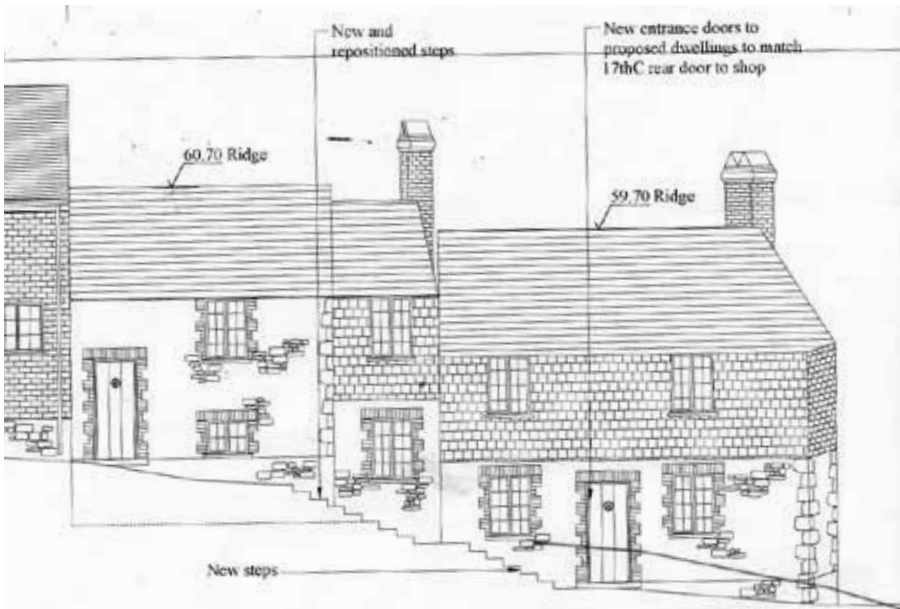 New and
repositioned steps
New entrance doors to
proposed dwellings to match
17thC rear door to shop
60.70 Ridge
59.70 Ridge
New steps